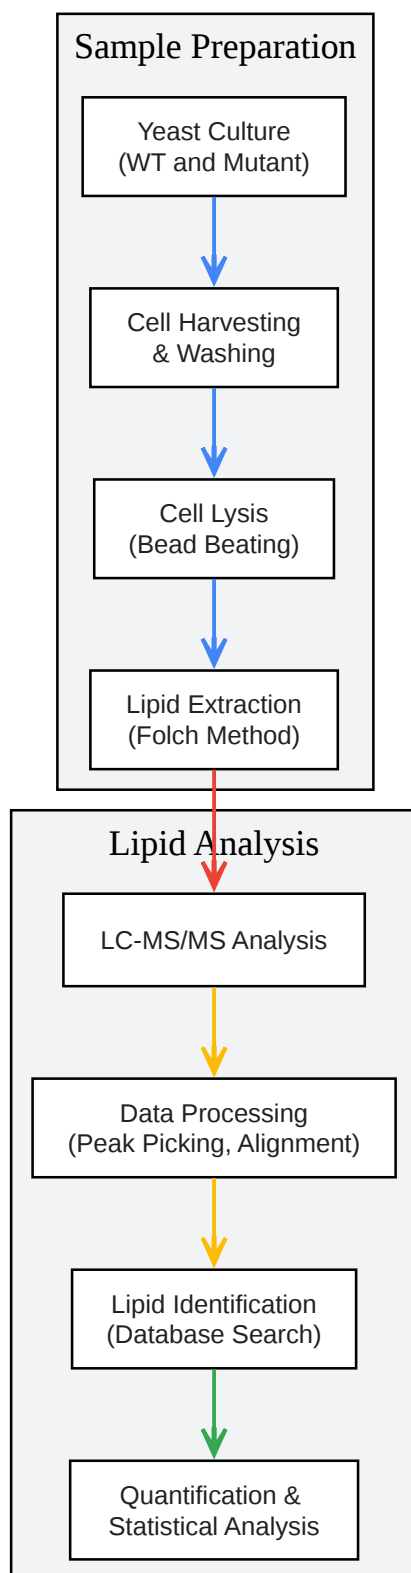 Sample Preparation
Yeast Culture
(WT and Mutant)
Cell Harvesting
& Washing
Cell Lysis
(Bead Beating)
Lipid Extraction
(Folch Method)
Lipid Analysis
LC-MS/MS Analysis
Data Processing
(Peak Picking, Alignment)
Lipid Identification
(Database Search)
Quantification &
Statistical Analysis